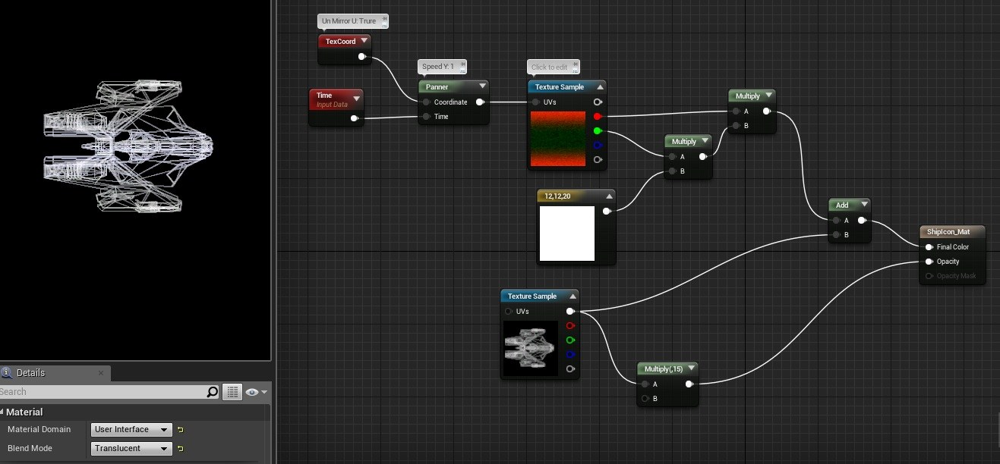 Un Mirror U: Trure
TexCoord
Speed Y: 1
Click to edit
Time
Input Data
Panner
Coordinate
Time
Texture Sample
UVs
Multiply
A
B
Multiply
A
B
12,12,20
Add
A
B
ShipIcon_Mat
Final Color
Opacity
Opacity Mask
Texture Sample
UVs
Multiply(,15)
A
B
Details
Search
Material
Material Domain
User Interface
Blend Mode
Translucent